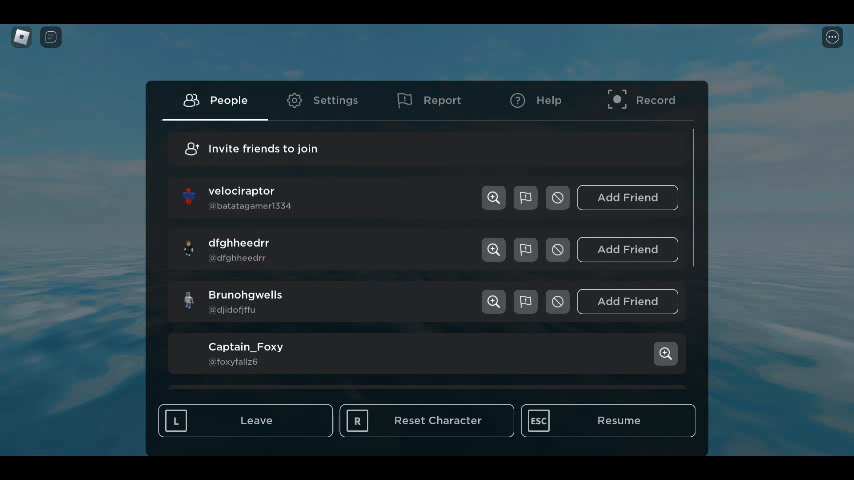 People
Settings
Report
Help
Record
Invite friends to join
velociraptor
@batatagamer1334
Add Friend
dfghheedrr
@dfghheedrr
Add Friend
Brunohgwells
@djidofjffu
Add Friend
Captain_Foxy
@foxyfallz6
L Leave
R Reset Character
ESC Resume